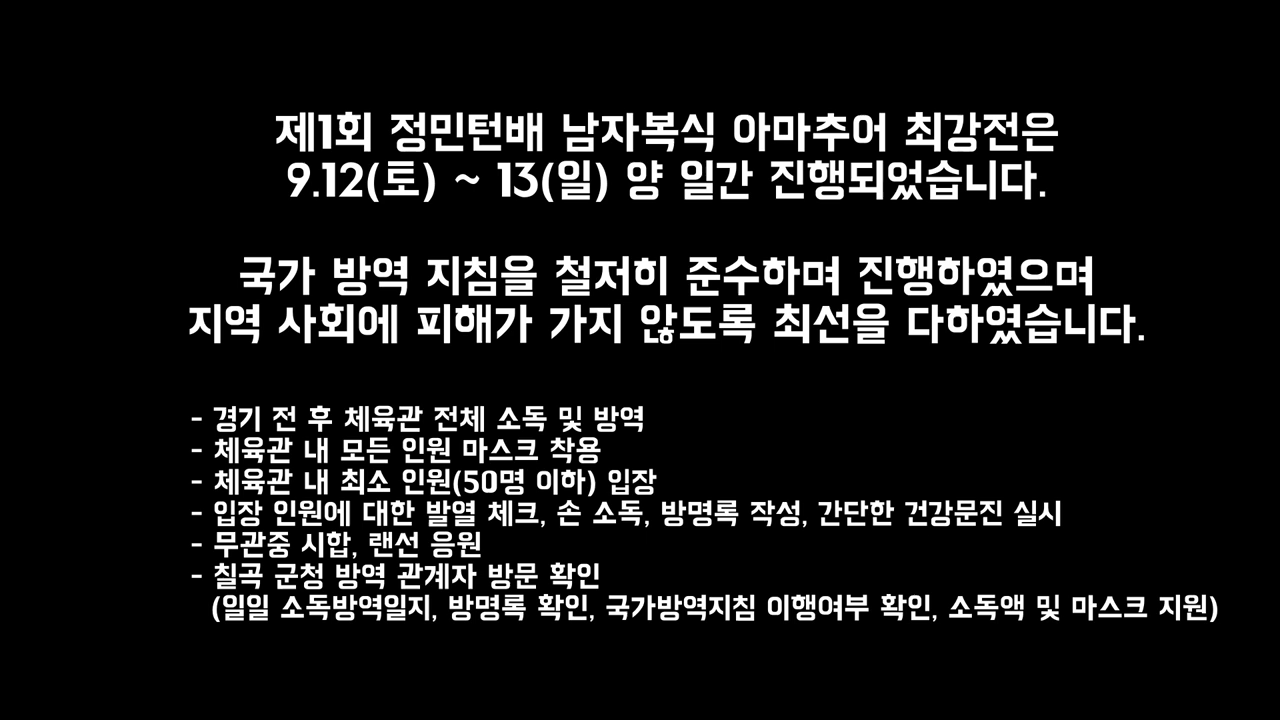 제1회 정민턴배 남자복식 아마추어 최강전은
9.12(토) ~ 13(일) 양 일간 진행되었습니다.
국가 방역 지침을 철저히 준수하며 진행하였으며
지역 사회에 피해가 가지 않도록 최선을 다하였습니다.
- 경기 전 후 체육관 전체 소독 및 방역
- 체육관 내 모든 인원 마스크 착용
- 체육관 내 최소 인원(50명 이하) 입장
- 입장 인원에 대한 발열 체크, 손 소독, 방명록 작성, 간단한 건강문진 실시
- 무관중 시합, 랜선 응원
- 칠곡 군청 방역 관계자 방문 확인
(일일 소독방역일지, 방명록 확인, 국가방역지침 이행여부 확인, 소독액 및 마스크 지원)